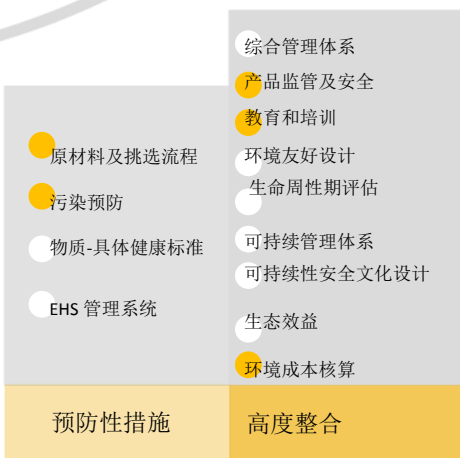 原材料及挑选流程
污染预防
物质-具体健康标准
EHS 管理系统
预防性措施
综合管理体系
产品监管及安全
教育和培训
环境友好设计
生命周性期评估
可持续管理体系
可持续性安全文化设计
生态效益
环境成本核算
高度整合